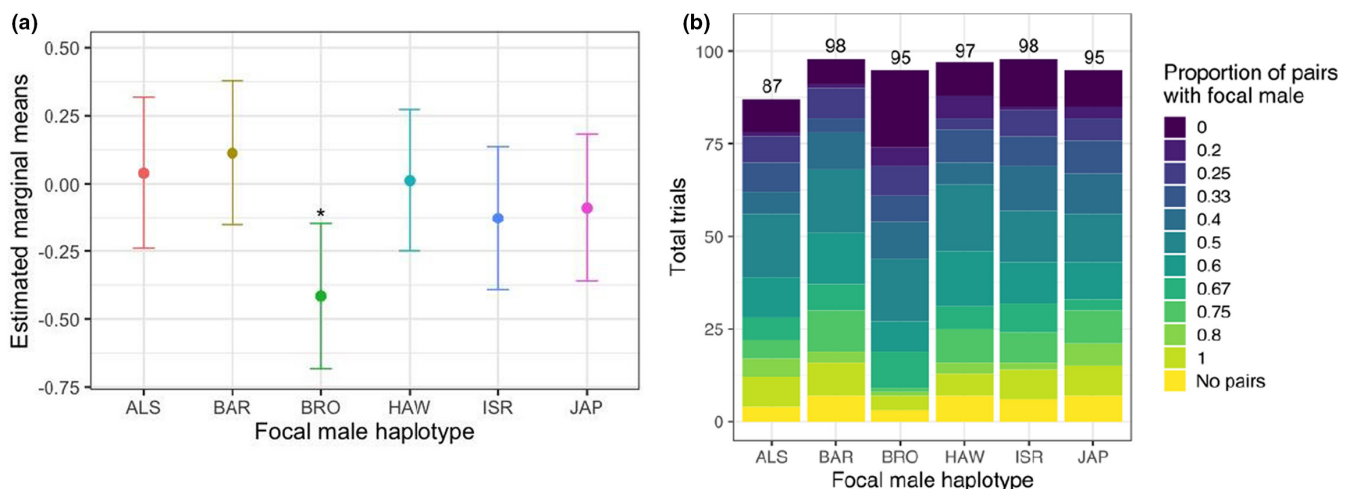 (a)
Estimated marginal means
0.50
0.25
0.00
-0.25
-0.50
-0.75
*
ALS BAR BRO HAW ISR JAP
Focal male haplotype
(b)
Total trials
100
75
50
25
0
87 98 95 97 98 95
ALS BAR BRO HAW ISR JAP
Focal male haplotype
Proportion of pairs
with focal male
0
0.2
0.25
0.33
0.4
0.5
0.6
0.67
0.75
0.8
1
No pairs